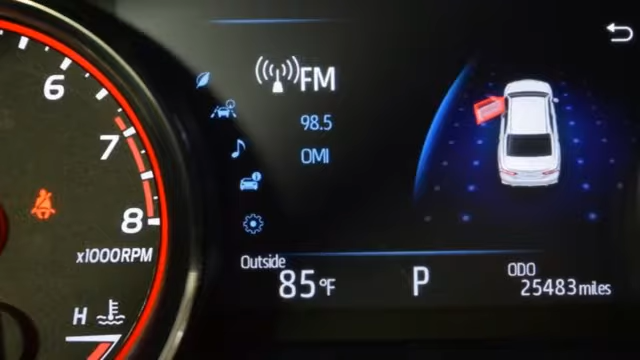 6
7
8
x1000RPM
H
FM
98.5
OMI
Outside
85°F
P
ODO
25483 miles